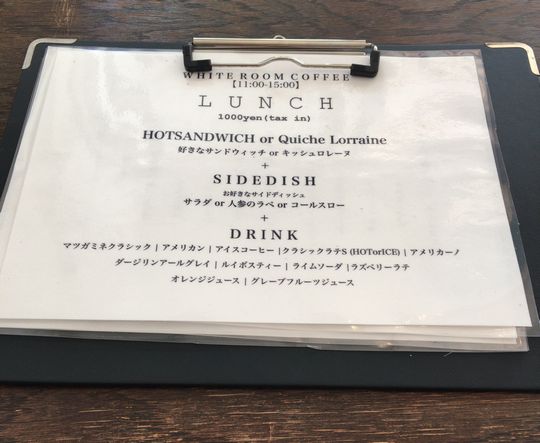 WHITE ROOM COFFEE
【11:00-15:00】
LUNCH
1000yen(tax in)
HOTSANDWICH or Quiche Lorraine
好きなサンドウィッチ or キッシュロレーヌ
+
SIDEDISH
お好きなサイドディッシュ
サラダ or 人参のラペ or コールスロー
+
DRINK
マツガミネクラシック | アメリカン | アイスコーヒー |クラシックラテS (HOTorICE) | アメリカーノ
ダージリンアールグレイ | ルイボスティー | ライムソーダ |ラズベリーラテ
オレンジジュース | グレープフルーツジュース